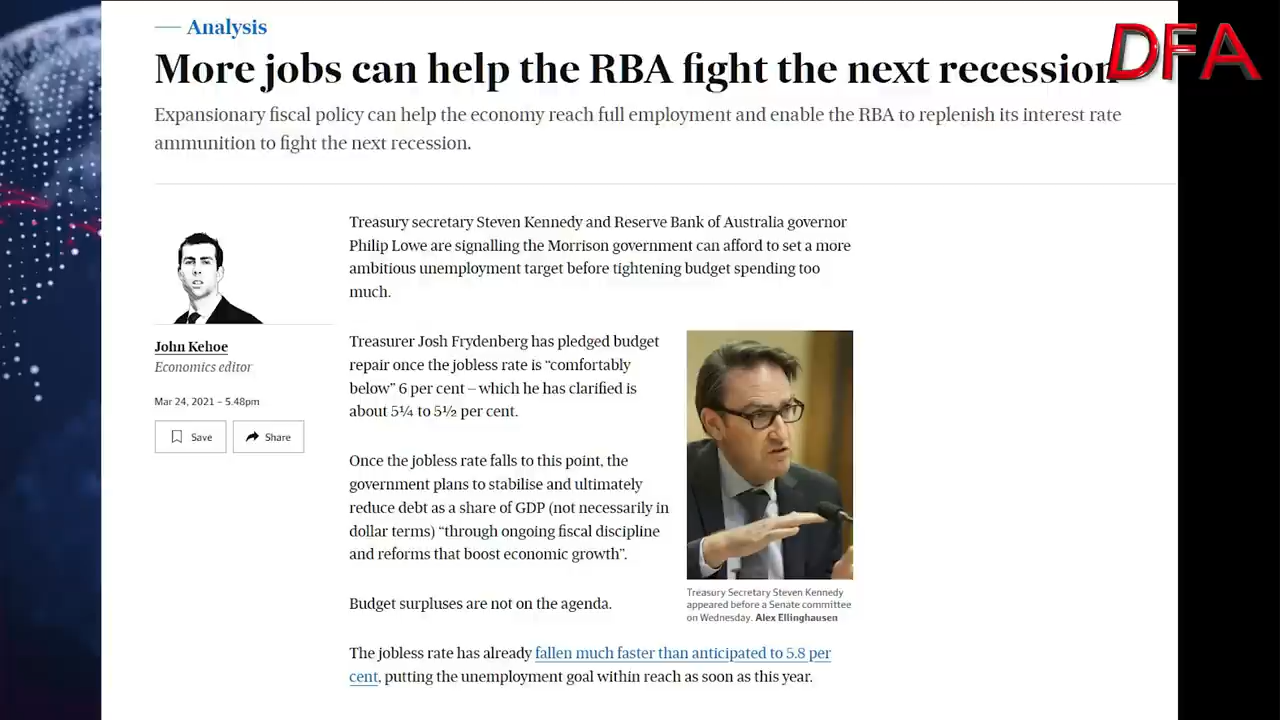 Analysis
DFA
More jobs can help the RBA fight the next recession
Expansionary fiscal policy can help the economy reach full employment and enable the RBA to replenish its interest rate
ammunition to fight the next recession.
John Kehoe
Economics editor
Mar 24, 2021 – 5.48pm
Save
Share
Treasury secretary Steven Kennedy and Reserve Bank of Australia governor
Philip Lowe are signalling the Morrison government can afford to set a more
ambitious unemployment target before tightening budget spending too
much.
Treasurer Josh Frydenberg has pledged budget
repair once the jobless rate is “comfortably
below” 6 per cent – which he has clarified is
about 5¼ to 5½ per cent.
Once the jobless rate falls to this point, the
government plans to stabilise and ultimately
reduce debt as a share of GDP (not necessarily in
dollar terms) “through ongoing fiscal discipline
and reforms that boost economic growth”.
Budget surpluses are not on the agenda.
Treasury Secretary Steven Kennedy
appeared before a Senate committee
on Wednesday. Alex Ellinghausen
The jobless rate has already fallen much faster than anticipated to 5.8 per
cent, putting the unemployment goal within reach as soon as this year.